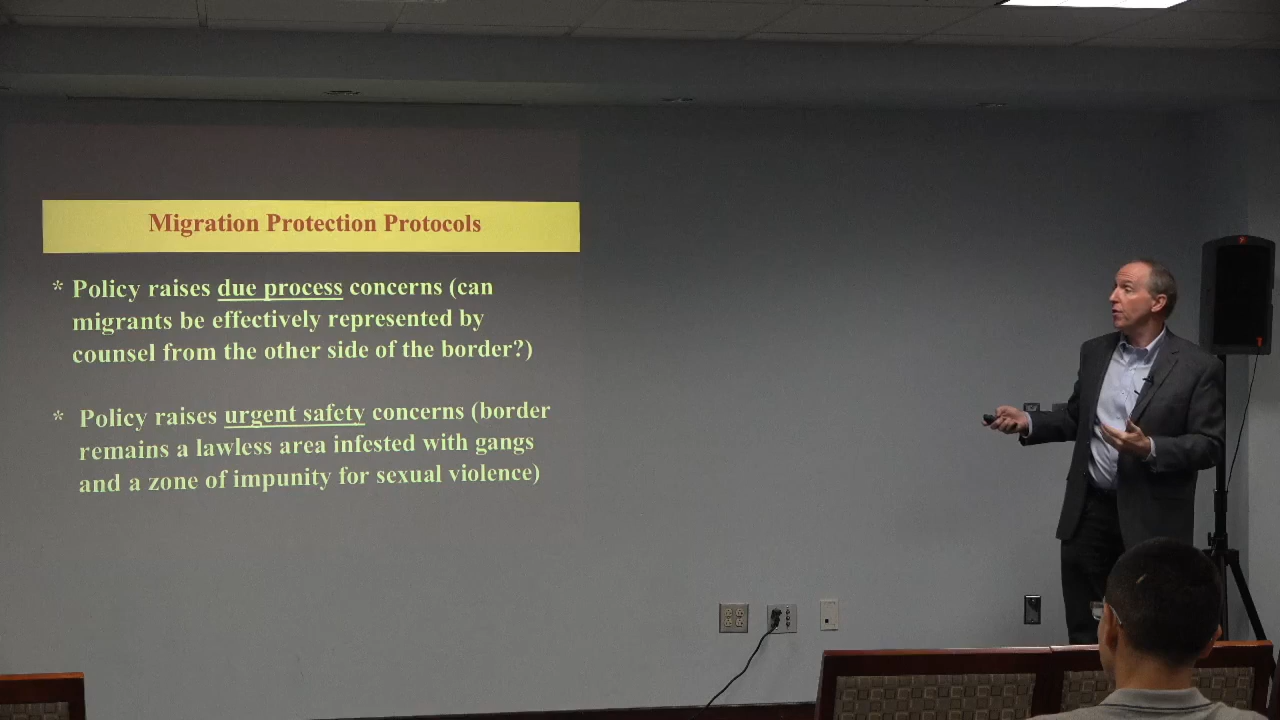 Migration Protection Protocols
* Policy raises due process concerns (can
migrants be effectively represented by
counsel from the other side of the border?)
* Policy raises urgent safety concerns (border
remains a lawless area infested with gangs
and a zone of impunity for sexual violence)